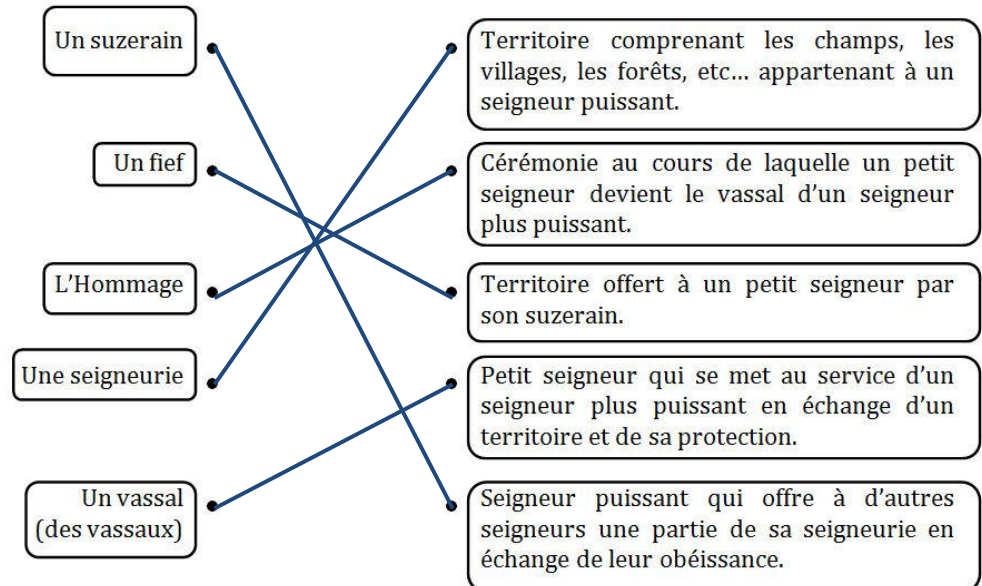 Un suzerain
Territoire comprenant les champs, les
villages, les forêts, etc… appartenant à un
seigneur puissant.
Un fief
Cérémonie au cours de laquelle un petit
seigneur devient le vassal d’un seigneur
plus puissant.
L’Hommage
Territoire offert à un petit seigneur par
son suzerain.
Une seigneurie
Petit seigneur qui se met au service d’un
seigneur plus puissant en échange d’un
territoire et de sa protection.
Un vassal
(des vassaux)
Seigneur puissant qui offre à d’autres
seigneurs une partie de sa seigneurie en
échange de leur obéissance.